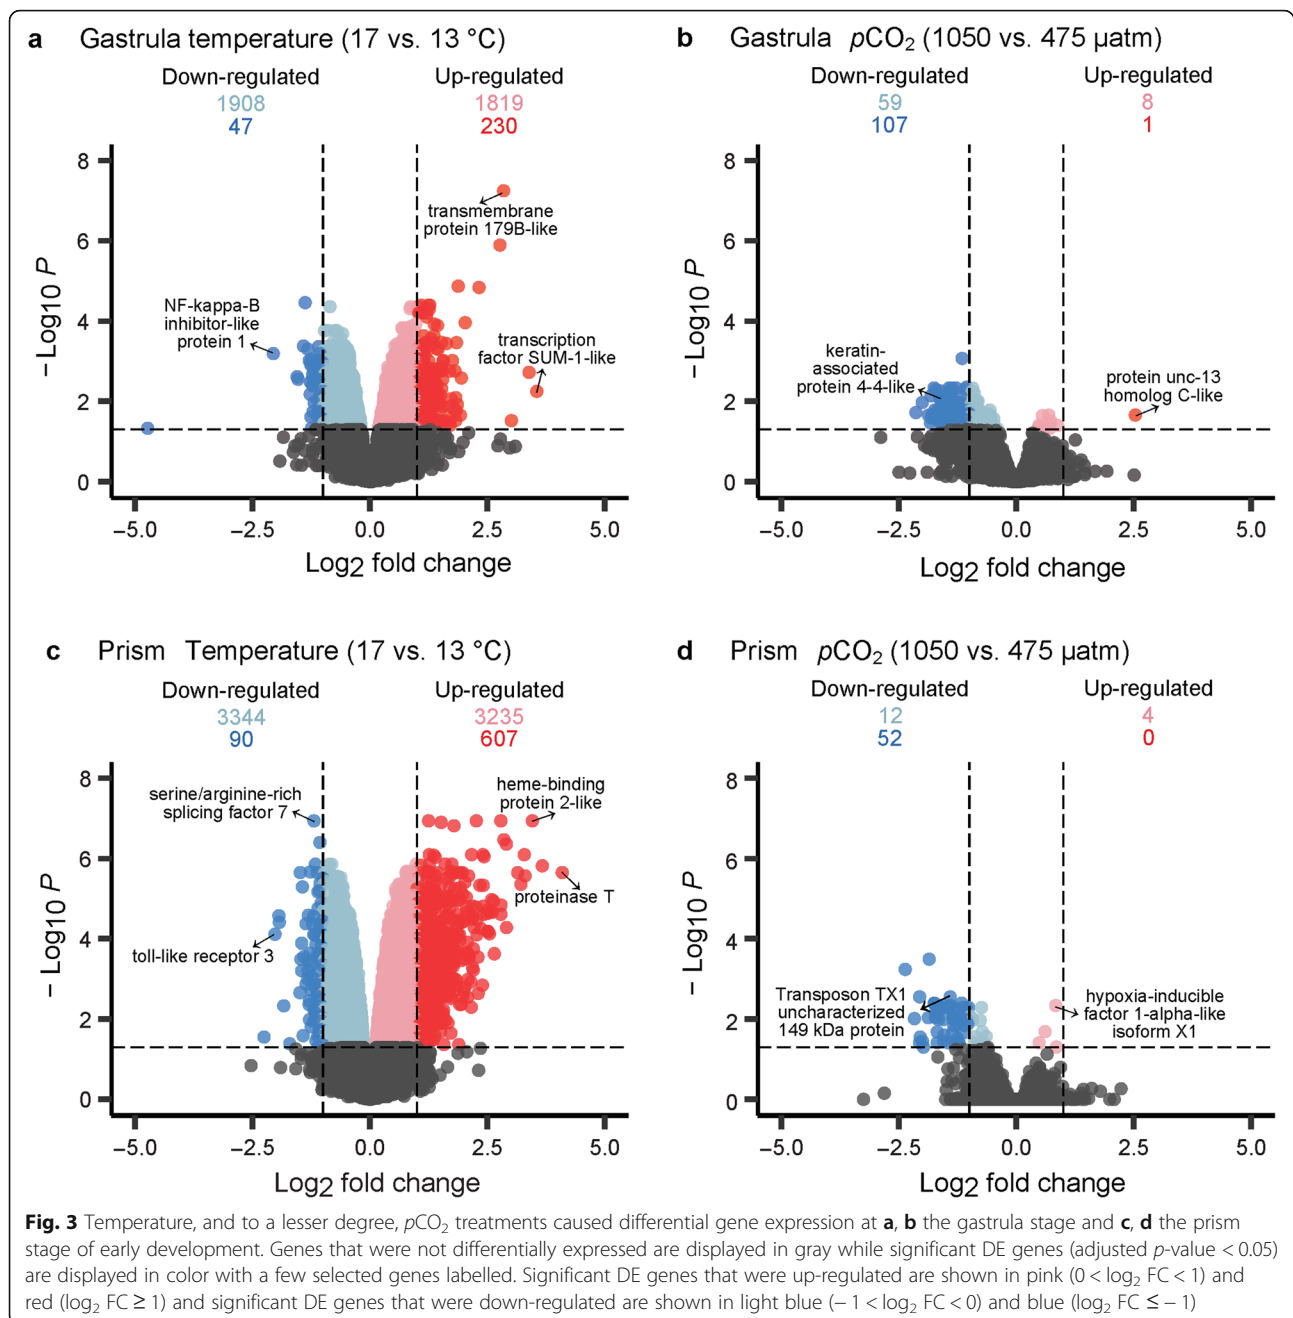 a Gastrula temperature (17 vs. 13 °C)
Down-regulated
Up-regulated
1908
1819
47
230
8
6
4
2
0
−Log10 P
transmembrane
protein 179B-like
NF-kappa-B
inhibitor-like
protein 1
transcription
factor SUM-1-like
−5.0 −2.5 0.0 2.5 5.0
Log2 fold change
b Gastrula pCO2 (1050 vs. 475 µatm)
Down-regulated
Up-regulated
59
8
107
1
8
6
4
2
0
−Log10 P
keratin-
associated
protein 4-4-like
protein unc-13
homolog C-like
−5.0 −2.5 0.0 2.5 5.0
Log2 fold change
c Prism Temperature (17 vs. 13 °C)
Down-regulated
Up-regulated
3344
3235
90
607
8
6
4
2
0
−Log10 P
serine/arginine-rich
splicing factor 7
heme-binding
protein 2-like
proteinase T
toll-like receptor 3
−5.0 −2.5 0.0 2.5 5.0
Log2 fold change
d Prism pCO2 (1050 vs. 475 µatm)
Down-regulated
Up-regulated
12
4
52
0
8
6
4
2
0
−Log10 P
Transposon TX1
uncharacterized
149 kDa protein
hypoxia-inducible
factor 1-alpha-like
isoform X1
−5.0 −2.5 0.0 2.5 5.0
Log2 fold change
Fig. 3 Temperature, and to a lesser degree, pCO2 treatments caused differential gene expression at a, b the gastrula stage and c, d the prism
stage of early development. Genes that were not differentially expressed are displayed in gray while significant DE genes (adjusted p-value < 0.05)
are displayed in color with a few selected genes labelled. Significant DE genes that were up-regulated are shown in pink (0 < log2 FC < 1) and
red (log2 FC ≥ 1) and significant DE genes that were down-regulated are shown in light blue (− 1 < log2 FC < 0) and blue (log2 FC ≤ − 1)